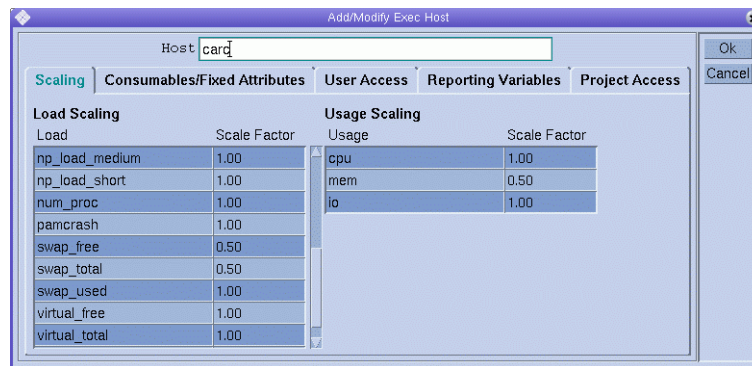 Add/Modify Exec Host
Host carc
Ok
Cancel
Scaling Consumables/Fixed Attributes User Access Reporting Variables Project Access
Load Scaling
Load Scale Factor
np_load_medium 1.00
np_load_short 1.00
num_proc 1.00
pamcrash 1.00
swap_free 0.50
swap_total 0.50
swap_used 1.00
virtual_free 1.00
virtual_total 1.00
Usage Scaling
Usage Scale Factor
cpu 1.00
mem 0.50
io 1.00